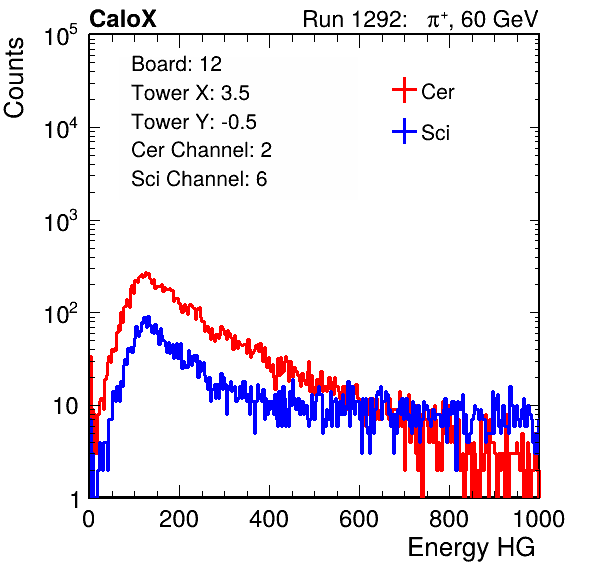 CaloX Run 1292: π⁺, 60 GeV
Counts
Board: 12
Tower X: 3.5
Tower Y: -0.5
Cer Channel: 2
Sci Channel: 6
Cer
Sci
10⁵
10⁴
10³
10²
10
1
0 200 400 600 800 1000
Energy HG